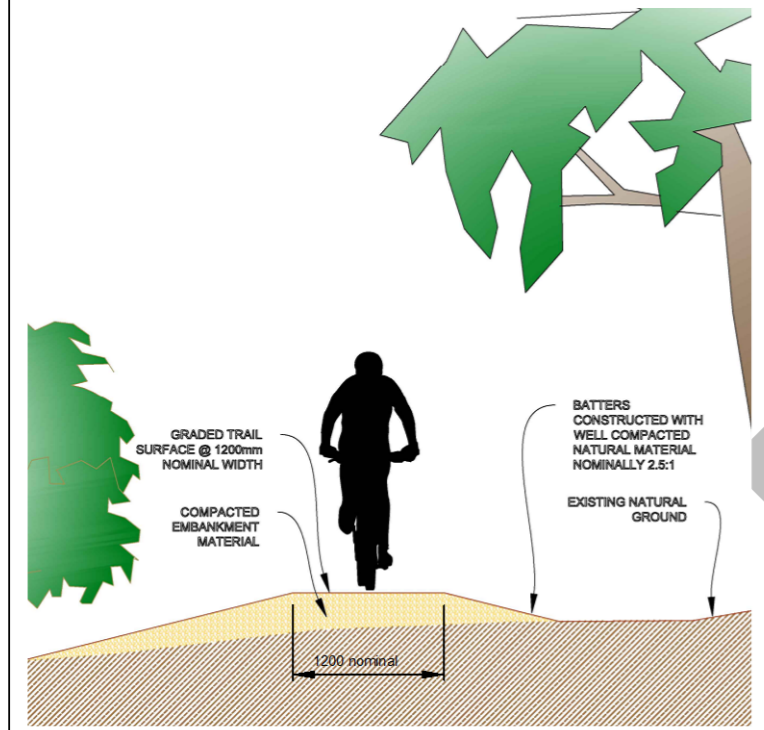 GRADED TRAIL
SURFACE @ 1200mm
NOMINAL WIDTH
COMPACTED
EMBANKMENT
MATERIAL
BATTERS
CONSTRUCTED WITH
WELL COMPACTED
NATURAL MATERIAL
NOMINALLY 2.5:1
EXISTING NATURAL
GROUND
1200 nominal